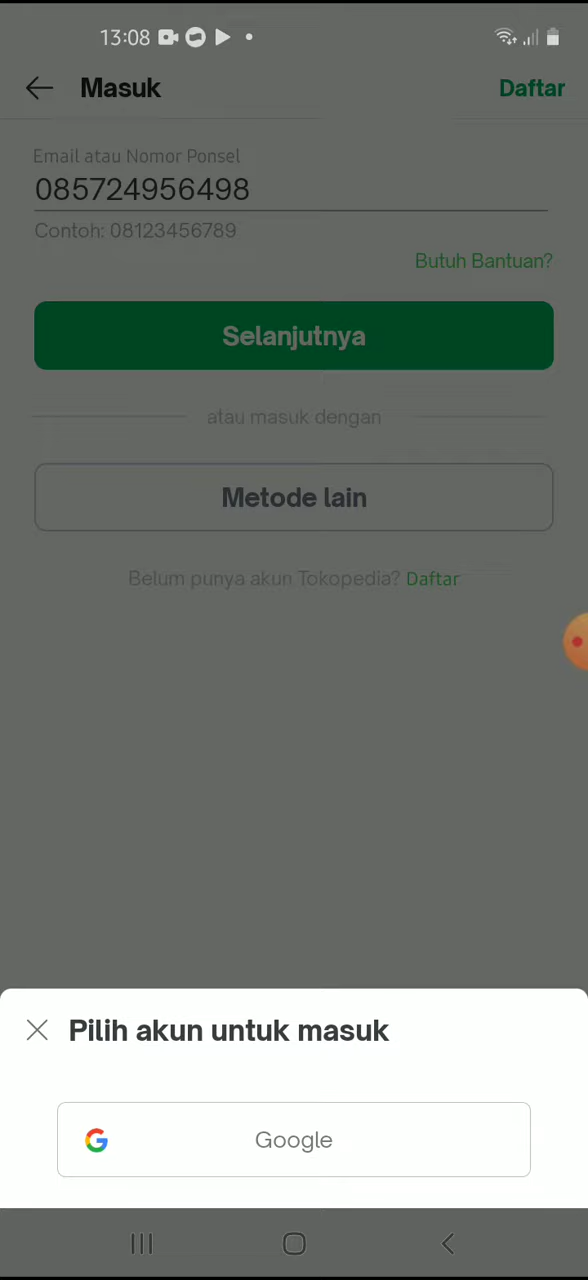 13:08
Masuk
Daftar
Email atau Nomor Ponsel
085724956498
Contoh: 08123456789
Butuh Bantuan?
Selanjutnya
atau masuk dengan
Metode lain
Belum punya akun Tokopedia? Daftar
Pilih akun untuk masuk
Google